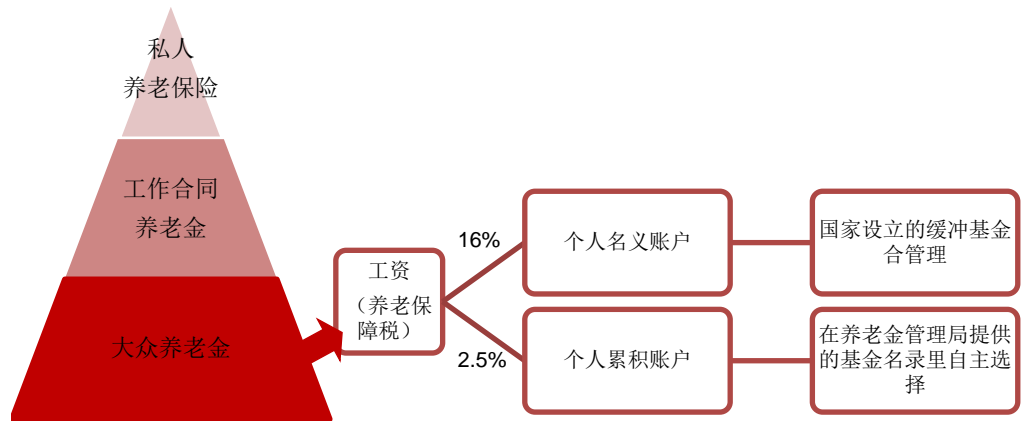 私人
养老保险
工作合同
养老金
大众养老金
工资
（养老保
障税）
16%
2.5%
个人名义账户
个人累积账户
国家设立的缓冲基金
合管理
在养老金管理局提供
的基金名录里自主选
择